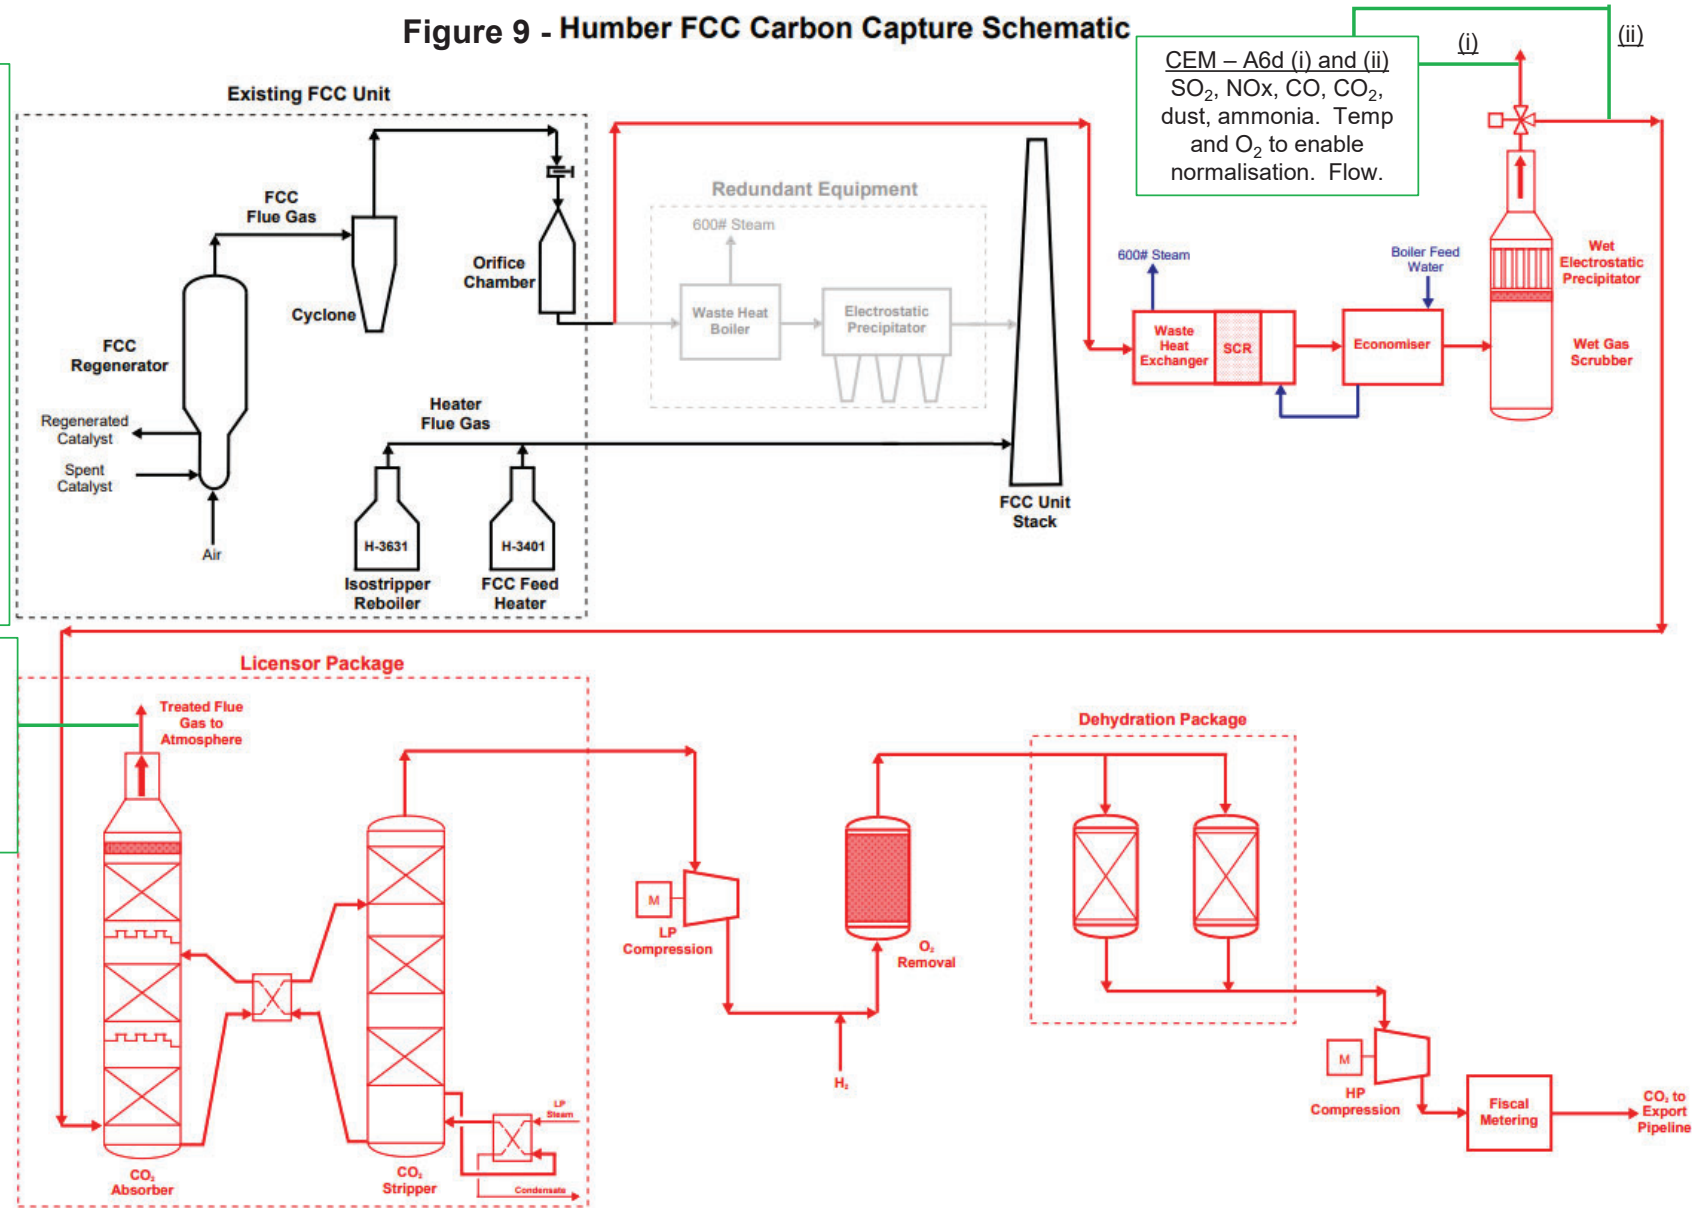 Figure 9 - Humber FCC Carbon Capture Schematic
CEM – A6d (i) and (ii)
SO₂, NOx, CO, CO₂,
dust, ammonia. Temp
and O₂ to enable
normalisation. Flow.
(i)
(ii)
Existing FCC Unit
FCC
Flue Gas
Cyclone
Orifice
Chamber
FCC
Regenerator
Regenerated
Catalyst
Spent
Catalyst
Air
Heater
Flue Gas
H-3631
Isostripper
Reboiler
H-3401
FCC Feed
Heater
Redundant Equipment
600# Steam
Waste Heat
Boiler
Electrostatic
Precipitator
FCC Unit
Stack
600# Steam
Waste
Heat
Exchanger
SCR
Boiler Feed
Water
Economiser
Wet
Electrostatic
Precipitator
Wet Gas
Scrubber
Licensor Package
Treated Flue
Gas to
Atmosphere
CO₂
Absorber
CO₂
Stripper
LP
Steam
Condensate
M
LP
Compression
H₂
O₂
Removal
Dehydration Package
M
HP
Compression
Fiscal
Metering
CO₂ to
Export
Pipeline